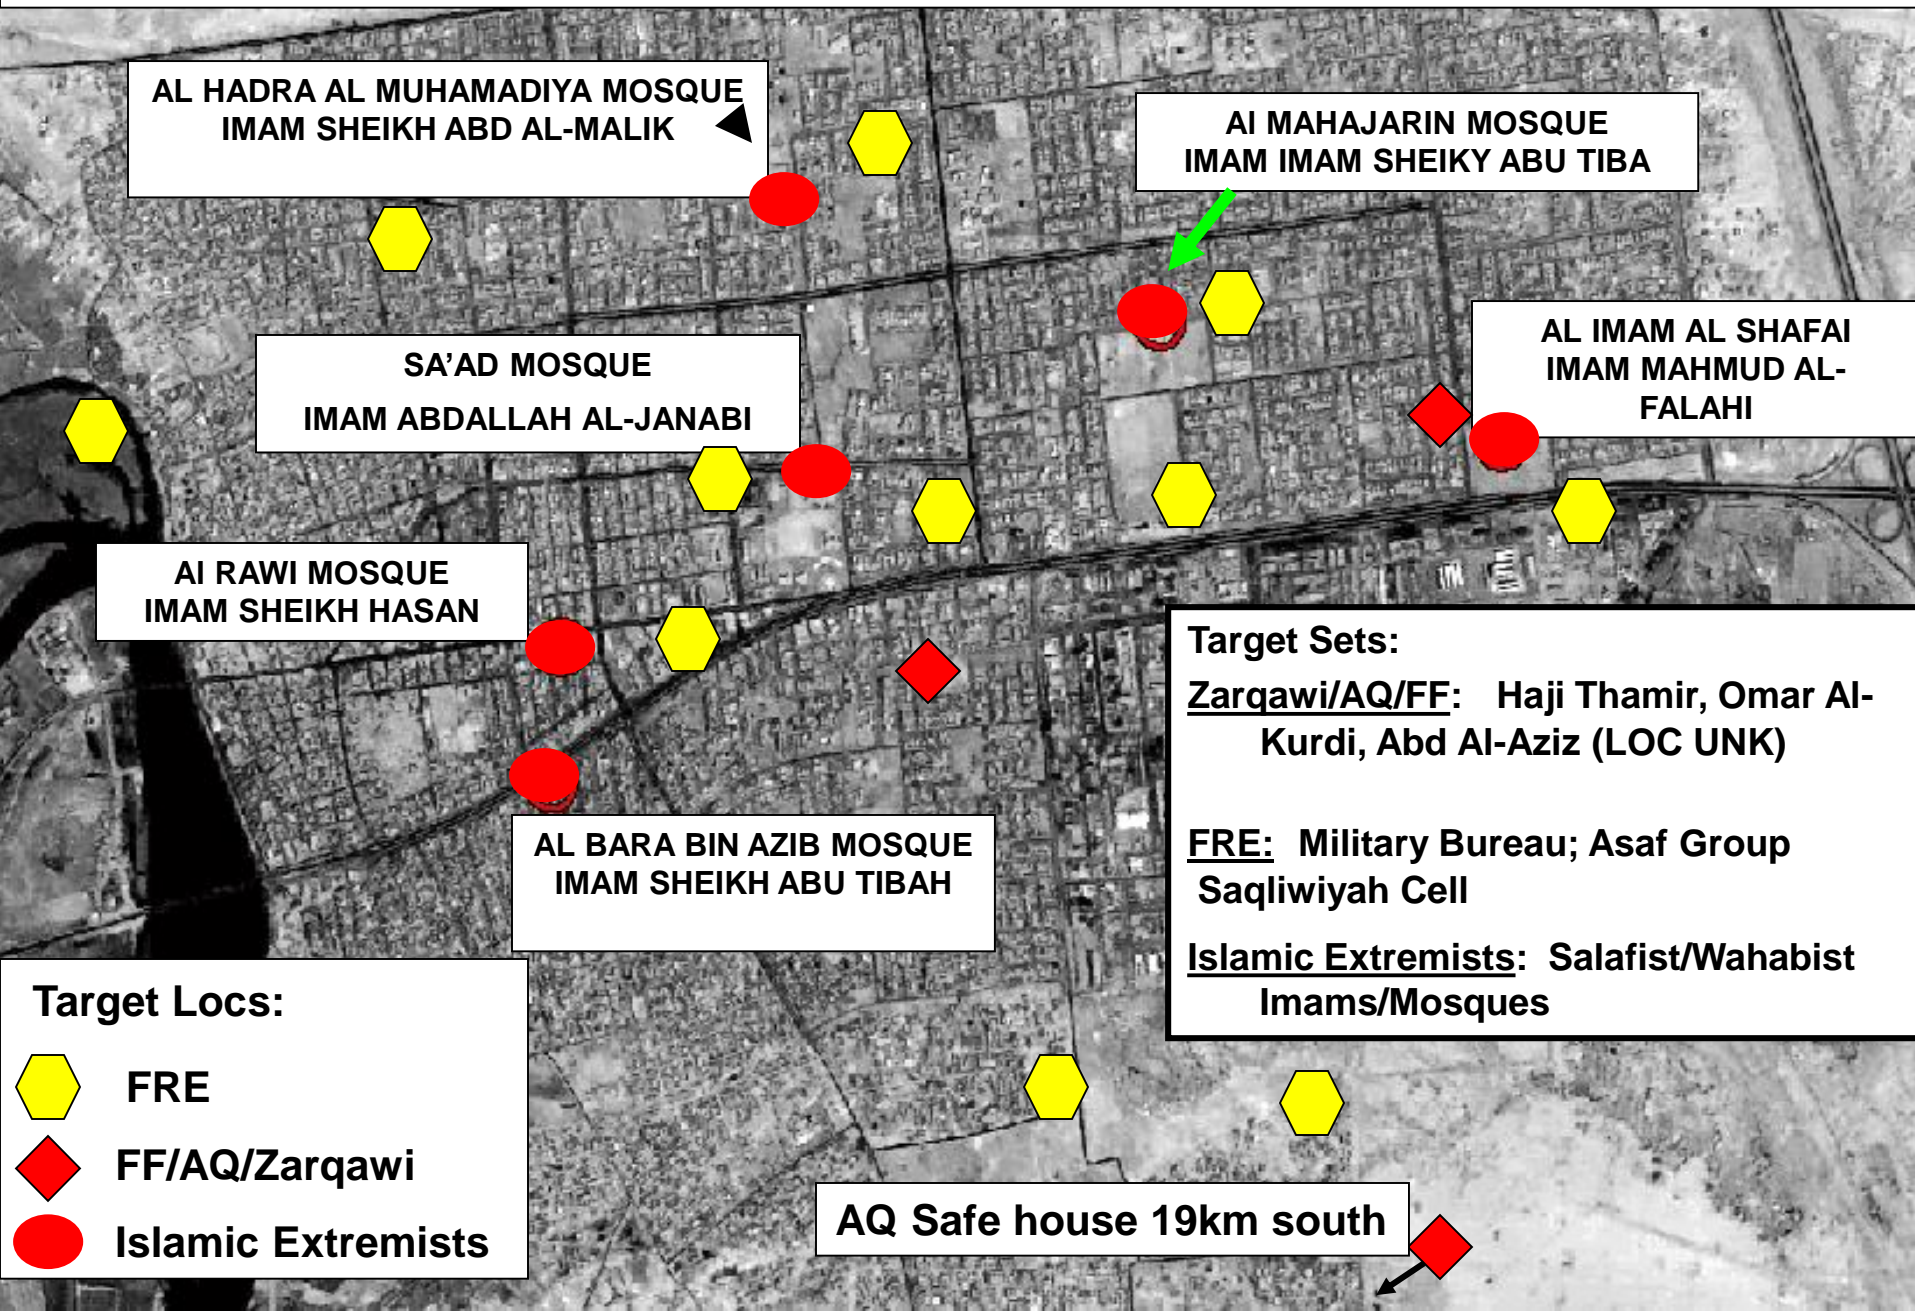 AL HADRA AL MUHAMADIYA MOSQUE
IMAM SHEIKH ABD AL-MALIK
AI MAHAJARIN MOSQUE
IMAM IMAM SHEIKY ABU TIBA
SA’AD MOSQUE
IMAM ABDALLAH AL-JANABI
AL IMAM AL SHAFAI
IMAM MAHMUD AL-
FALAHI
AI RAWI MOSQUE
IMAM SHEIKH HASAN
AL BARA BIN AZIB MOSQUE
IMAM SHEIKH ABU TIBAH
Target Sets:
Zarqawi/AQ/FF: Haji Thamir, Omar Al-
Kurdi, Abd Al-Aziz (LOC UNK)
FRE: Military Bureau; Asaf Group
Saqliwiyah Cell
Islamic Extremists: Salafist/Wahabist
Imams/Mosques
Target Locs:
FRE
FF/AQ/Zarqawi
Islamic Extremists
AQ Safe house 19km south